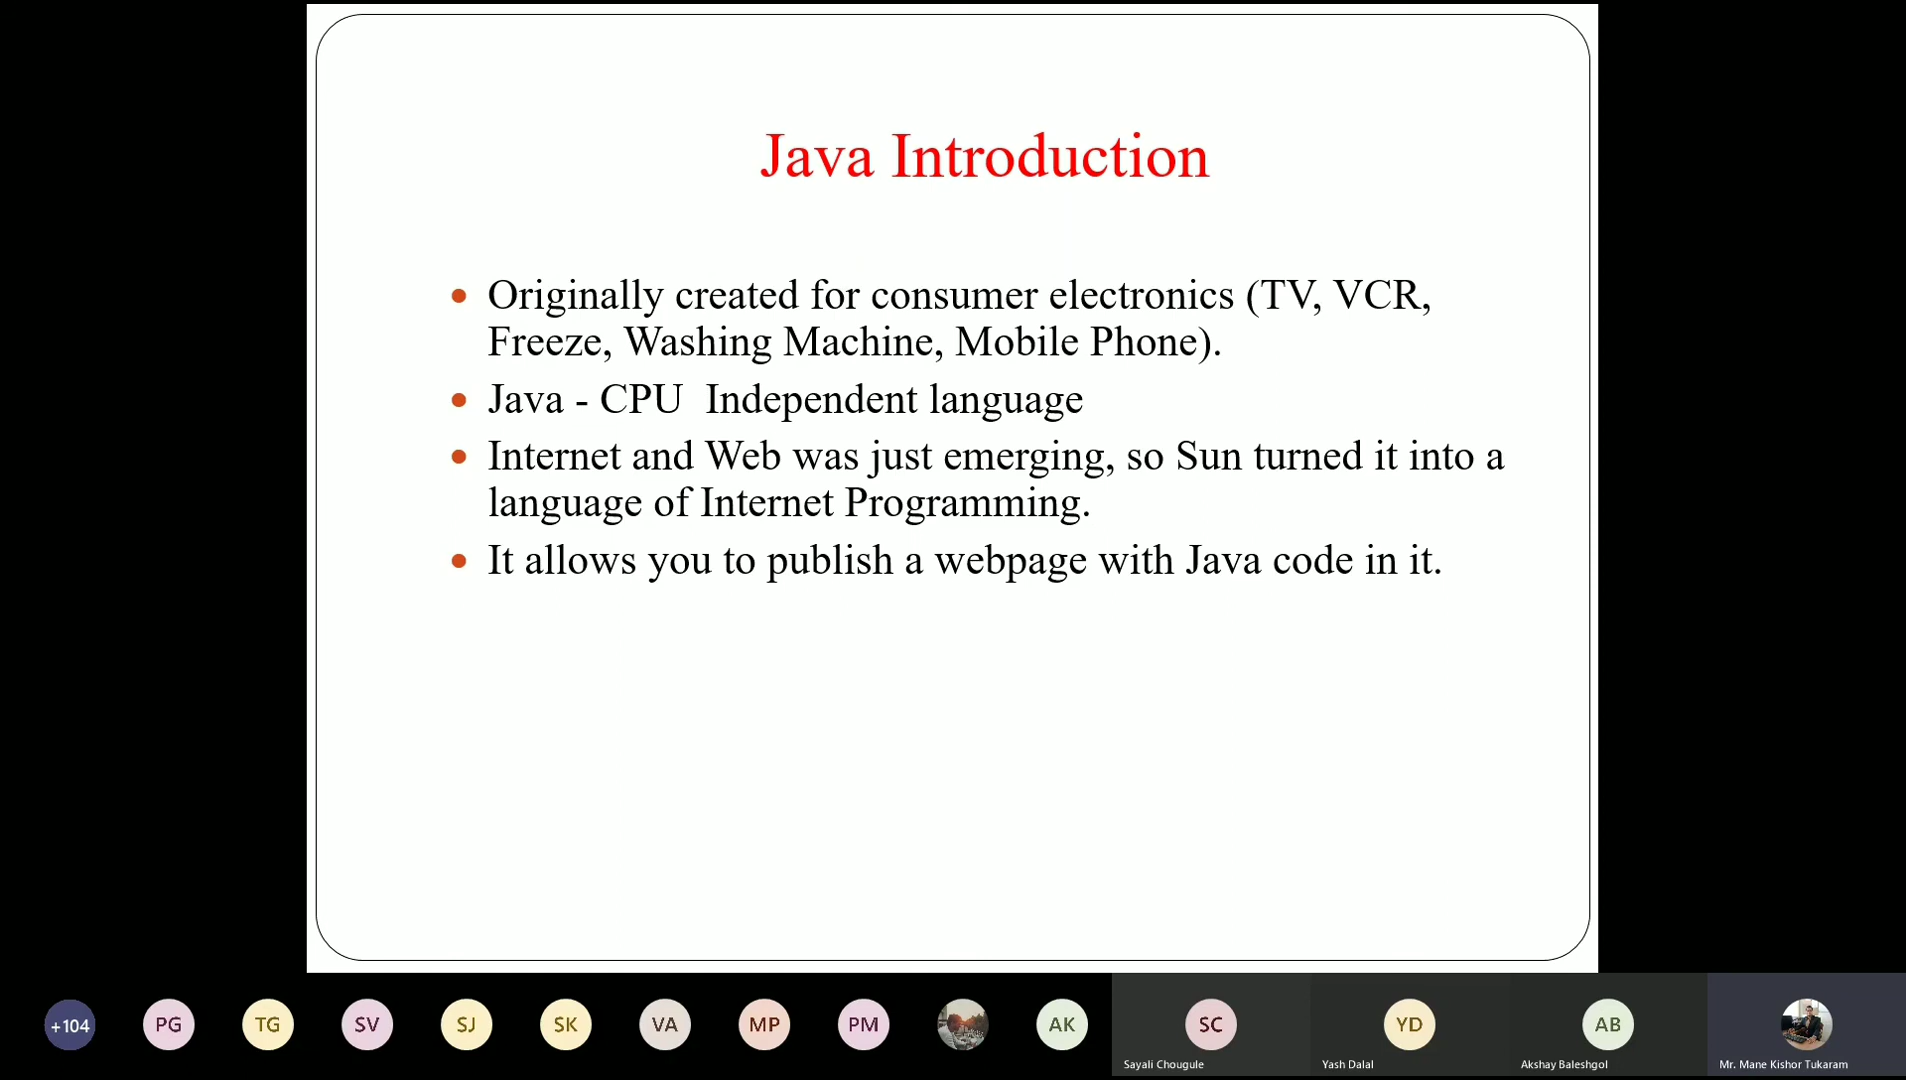 Java Introduction
• Originally created for consumer electronics (TV, VCR,
Freeze, Washing Machine, Mobile Phone).
• Java - CPU  Independent language
• Internet and Web was just emerging, so Sun turned it into a
language of Internet Programming.
• It allows you to publish a webpage with Java code in it.
+104 PG TG SV SJ SK VA MP PM AK SC YD AB
Sayali Chougule Yash Dalal Akshay Baleshgol Mr. Mane Kishor Tukaram